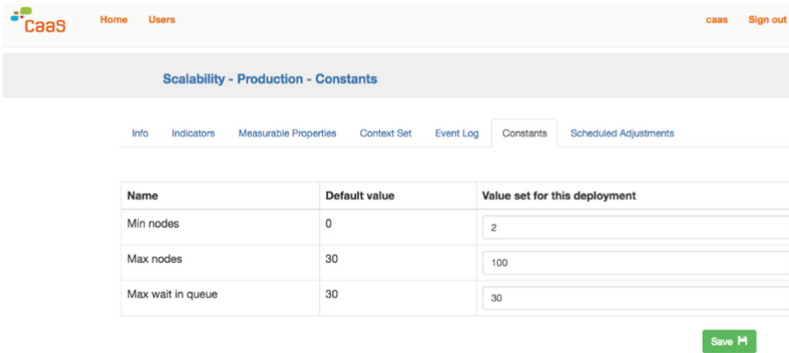 CaaS Home Users caas Sign out
Scalability - Production - Constants
Info Indicators Measurable Properties Context Set Event Log Constants Scheduled Adjustments
Name Default value Value set for this deployment
Min nodes 0 2
Max nodes 30 100
Max wait in queue 30 30
Save